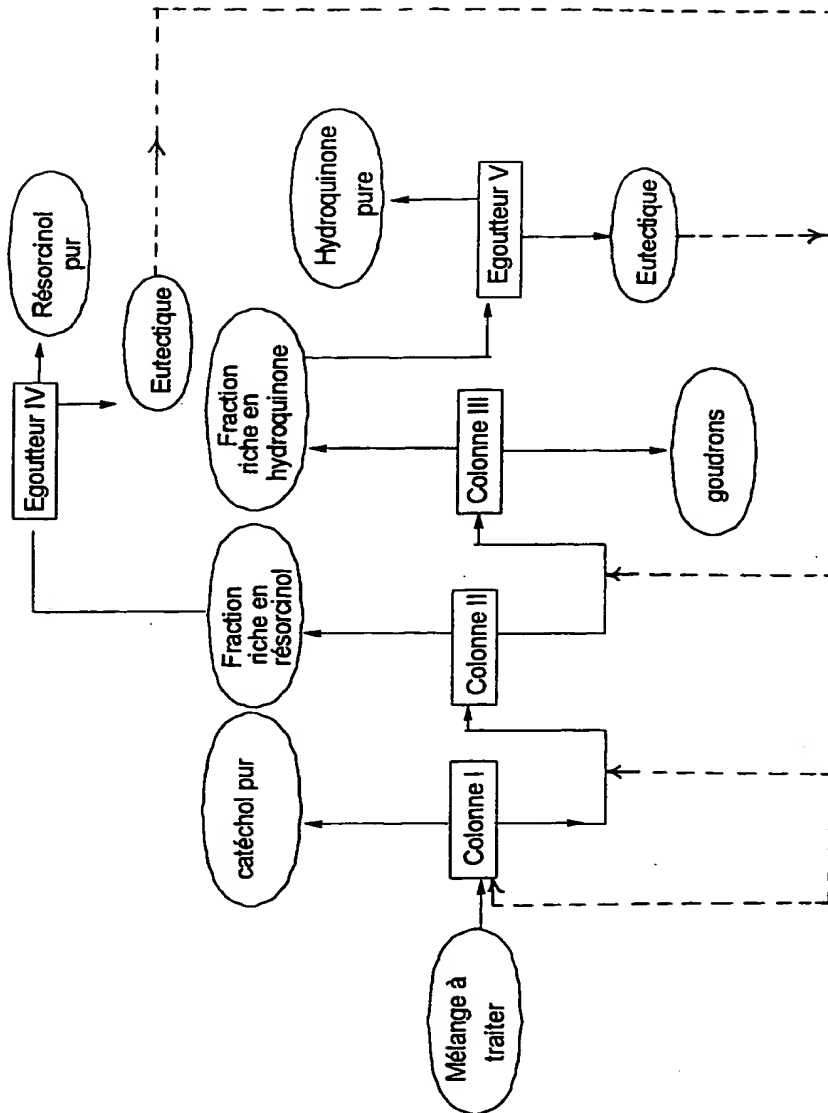 Résorcinol
pur
Egoutteur IV
Eutectique
Hydroquinone
pure
Egoutteur V
Eutectique
Fraction
riche en
hydroquinone
Fraction
riche en
résorcinol
catéchol pur
Colonne III
Colonne II
Colonne I
goudrons
Mélange à
traiter